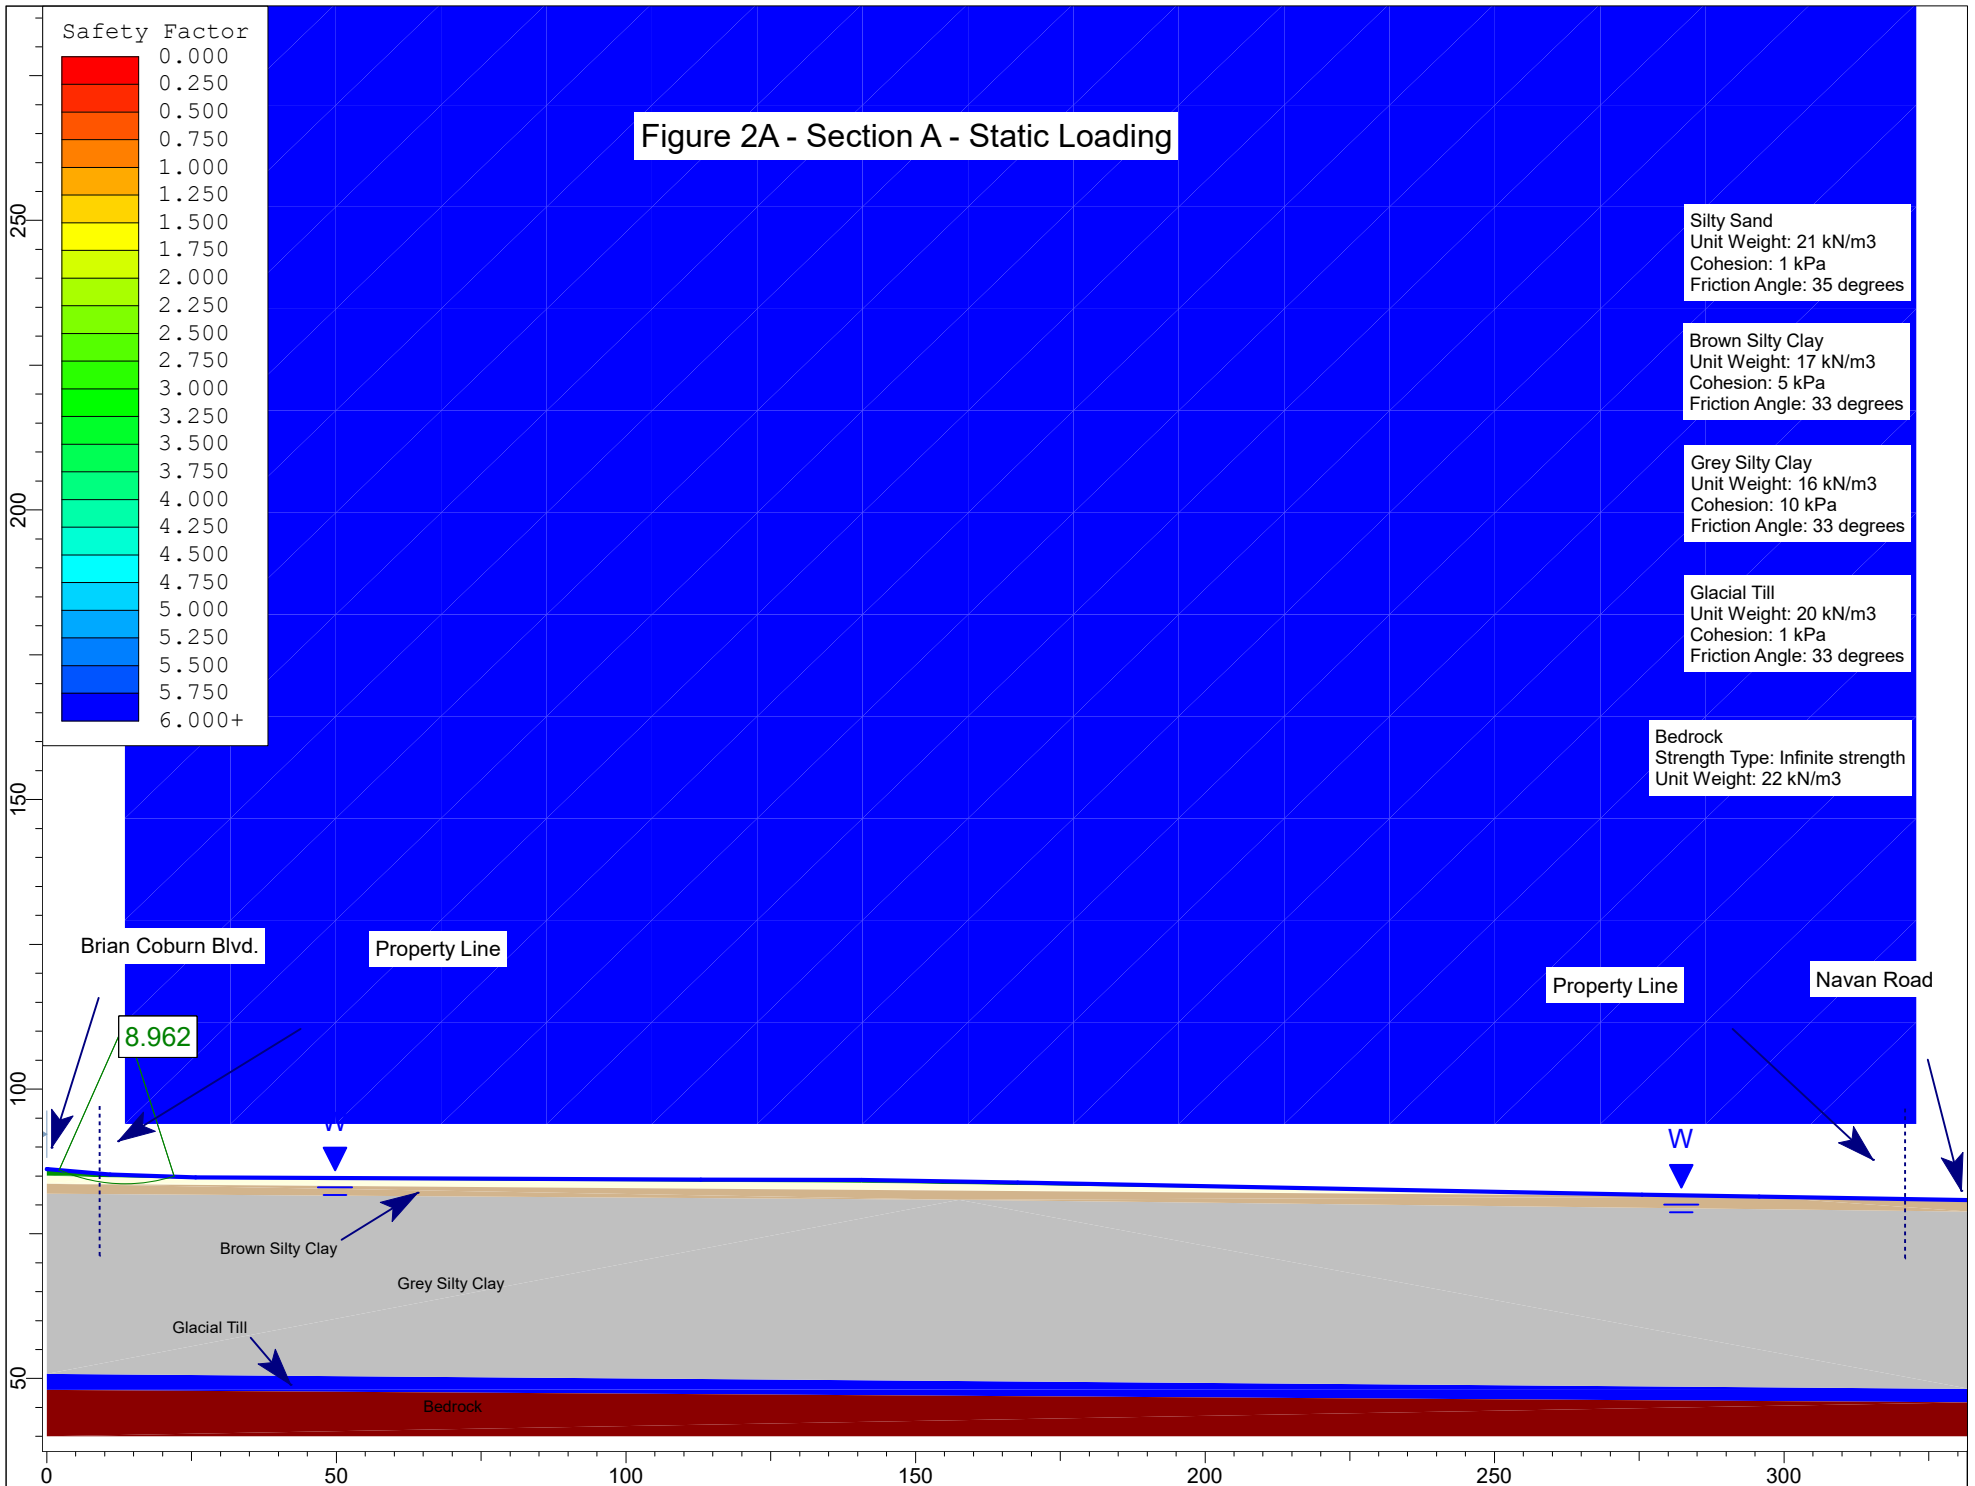 Safety Factor
0.000
0.250
0.500
0.750
1.000
1.250
1.500
1.750
2.000
2.250
2.500
2.750
3.000
3.250
3.500
3.750
4.000
4.250
4.500
4.750
5.000
5.250
5.500
5.750
6.000+
Figure 2A - Section A - Static Loading
Silty Sand
Unit Weight: 21 kN/m3
Cohesion: 1 kPa
Friction Angle: 35 degrees
Brown Silty Clay
Unit Weight: 17 kN/m3
Cohesion: 5 kPa
Friction Angle: 33 degrees
Grey Silty Clay
Unit Weight: 16 kN/m3
Cohesion: 10 kPa
Friction Angle: 33 degrees
Glacial Till
Unit Weight: 20 kN/m3
Cohesion: 1 kPa
Friction Angle: 33 degrees
Bedrock
Strength Type: Infinite strength
Unit Weight: 22 kN/m3
Brian Coburn Blvd.
Property Line
Property Line
Navan Road
8.962
W
W
Brown Silty Clay
Grey Silty Clay
Glacial Till
Bedrock
250
200
150
100
50
0
50
100
150
200
250
300